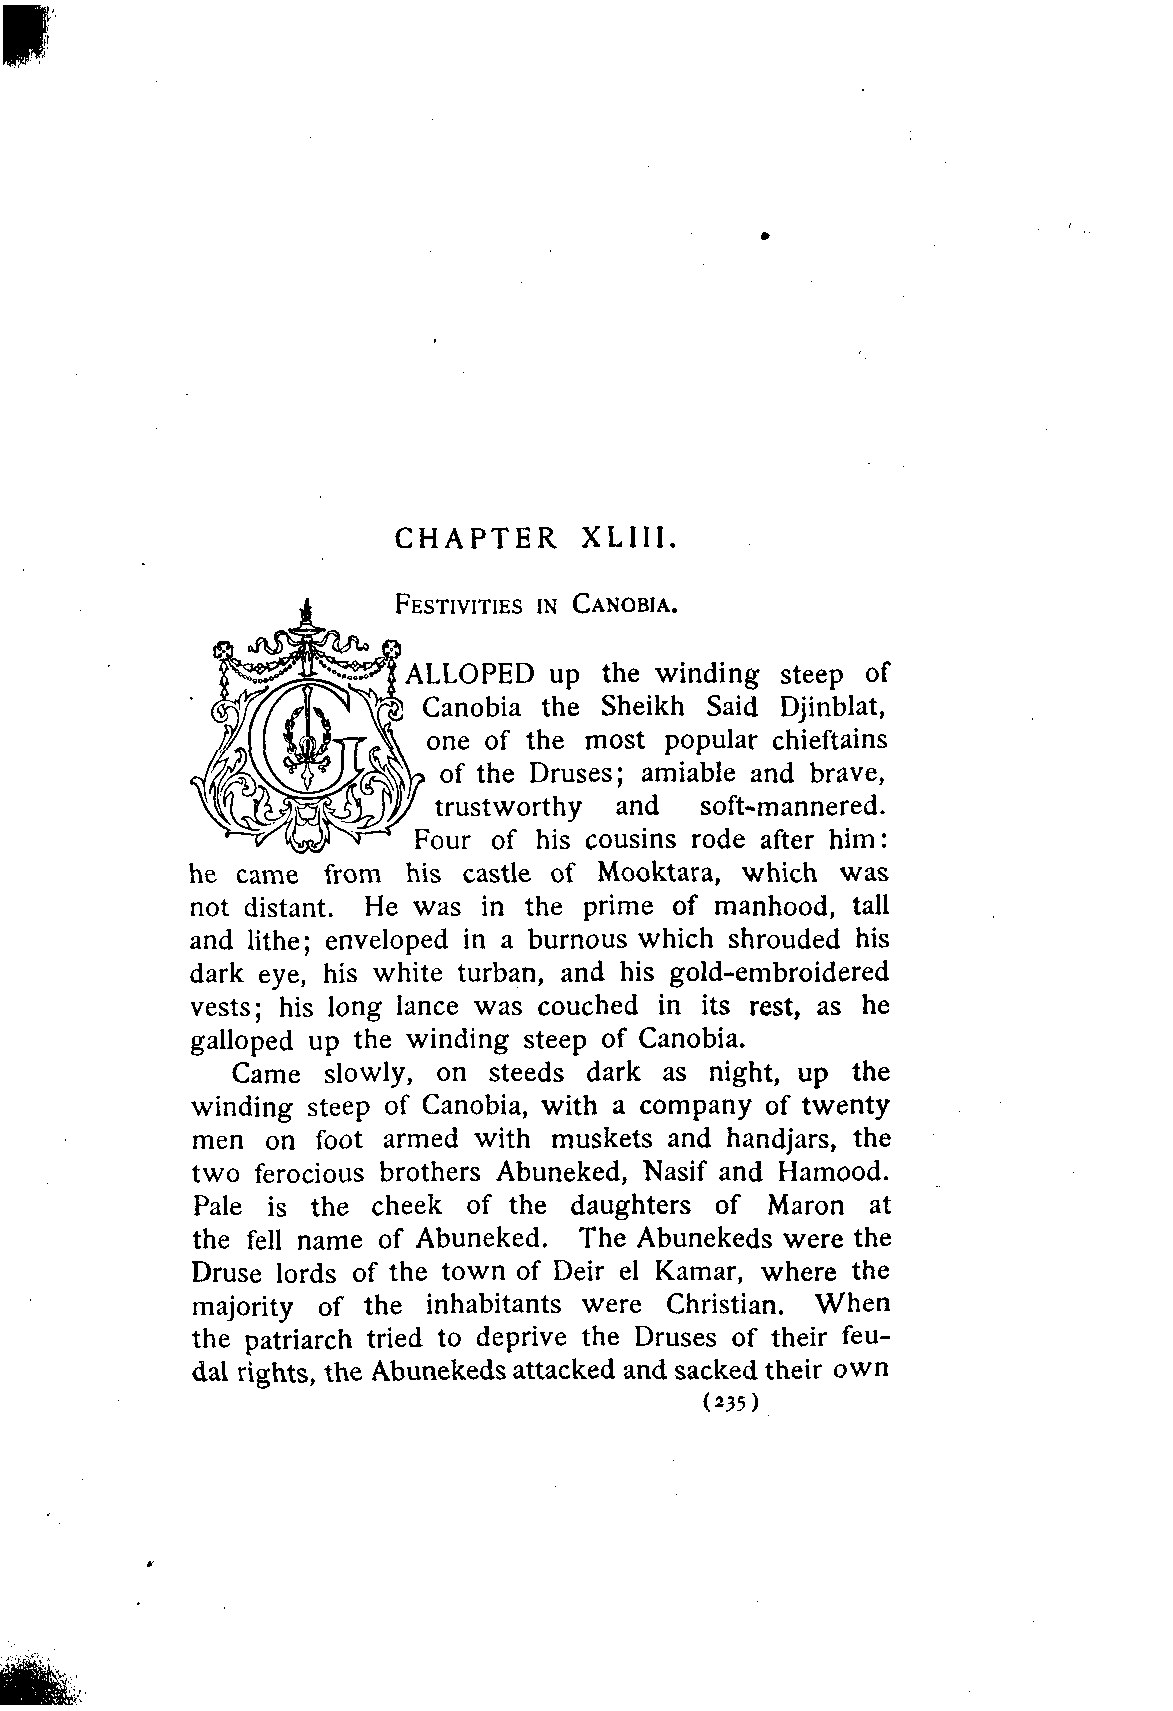 CHAPTER XLIII.
FESTIVITIES IN CANOBIA.
GALLOPED up the winding steep of
Canobia the Sheikh Said Djinblat,
one of the most popular chieftains
of the Druses; amiable and brave,
trustworthy and soft-mannered.
Four of his cousins rode after him:
he came from his castle of Mooktara, which was
not distant. He was in the prime of manhood, tall
and lithe; enveloped in a burnous which shrouded his
dark eye, his white turban, and his gold-embroidered
vests; his long lance was couched in its rest, as he
galloped up the winding steep of Canobia.
Came slowly, on steeds dark as night, up the
winding steep of Canobia, with a company of twenty
men on foot armed with muskets and handjars, the
two ferocious brothers Abuneked, Nasif and Hamood.
Pale is the cheek of the daughters of Maron at
the fell name of Abuneked. The Abunekeds were the
Druse lords of the town of Deir el Kamar, where the
majority of the inhabitants were Christian. When
the patriarch tried to deprive the Druses of their feu-
dal rights, the Abunekeds attacked and sacked their own
(235)